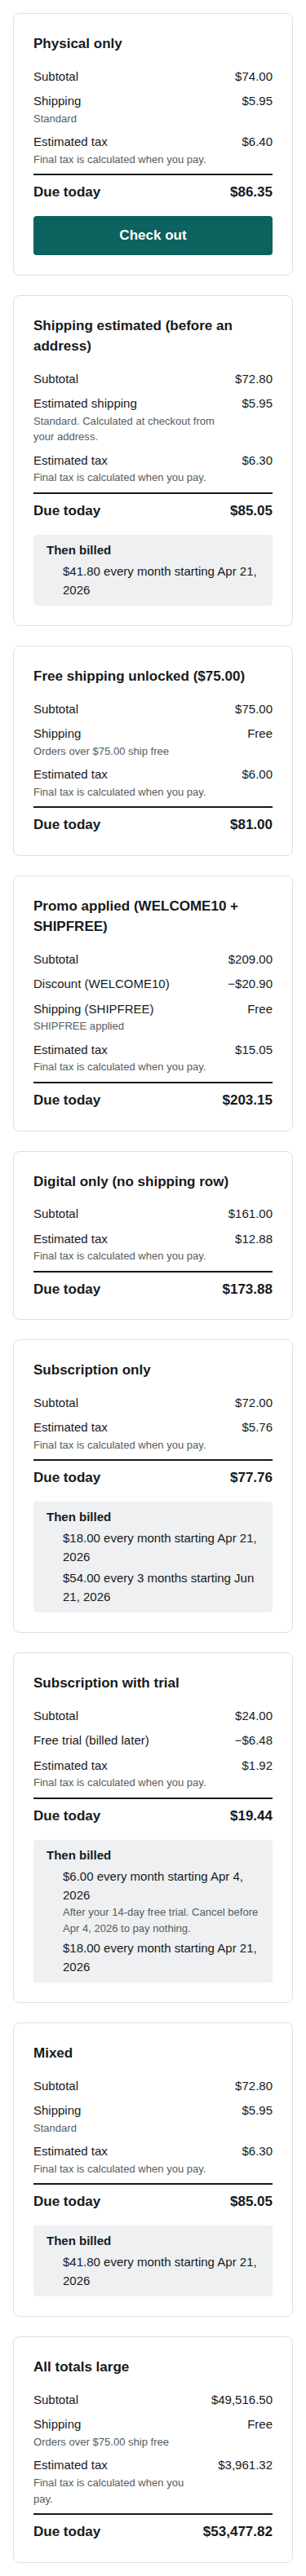 Physical only
Subtotal $74.00
Shipping $5.95
Standard
Estimated tax $6.40
Final tax is calculated when you pay.
Due today $86.35
Check out
Shipping estimated (before an
address)
Subtotal $72.80
Estimated shipping $5.95
Standard. Calculated at checkout from
your address.
Estimated tax $6.30
Final tax is calculated when you pay.
Due today $85.05
Then billed
$41.80 every month starting Apr 21,
2026
Free shipping unlocked ($75.00)
Subtotal $75.00
Shipping Free
Orders over $75.00 ship free
Estimated tax $6.00
Final tax is calculated when you pay.
Due today $81.00
Promo applied (WELCOME10 +
SHIPFREE)
Subtotal $209.00
Discount (WELCOME10) −$20.90
Shipping (SHIPFREE) Free
SHIPFREE applied
Estimated tax $15.05
Final tax is calculated when you pay.
Due today $203.15
Digital only (no shipping row)
Subtotal $161.00
Estimated tax $12.88
Final tax is calculated when you pay.
Due today $173.88
Subscription only
Subtotal $72.00
Estimated tax $5.76
Final tax is calculated when you pay.
Due today $77.76
Then billed
$18.00 every month starting Apr 21,
2026
$54.00 every 3 months starting Jun
21, 2026
Subscription with trial
Subtotal $24.00
Free trial (billed later) −$6.48
Estimated tax $1.92
Final tax is calculated when you pay.
Due today $19.44
Then billed
$6.00 every month starting Apr 4,
2026
After your 14-day free trial. Cancel before
Apr 4, 2026 to pay nothing.
$18.00 every month starting Apr 21,
2026
Mixed
Subtotal $72.80
Shipping $5.95
Standard
Estimated tax $6.30
Final tax is calculated when you pay.
Due today $85.05
Then billed
$41.80 every month starting Apr 21,
2026
All totals large
Subtotal $49,516.50
Shipping Free
Orders over $75.00 ship free
Estimated tax $3,961.32
Final tax is calculated when you
pay.
Due today $53,477.82